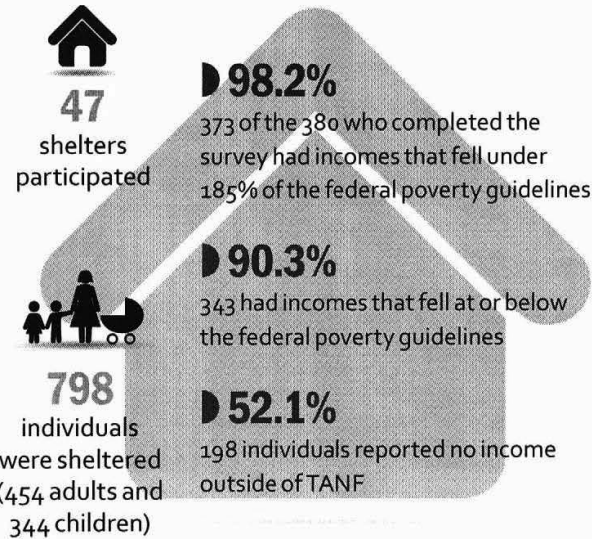 47
shelters
participated
98.2%
373 of the 380 who completed the
survey had incomes that fell under
185% of the federal poverty guidelines
90.3%
343 had incomes that fell at or below
the federal poverty guidelines
798
individuals
were sheltered
(454 adults and
344 children)
52.1%
198 individuals reported no income
outside of TANF